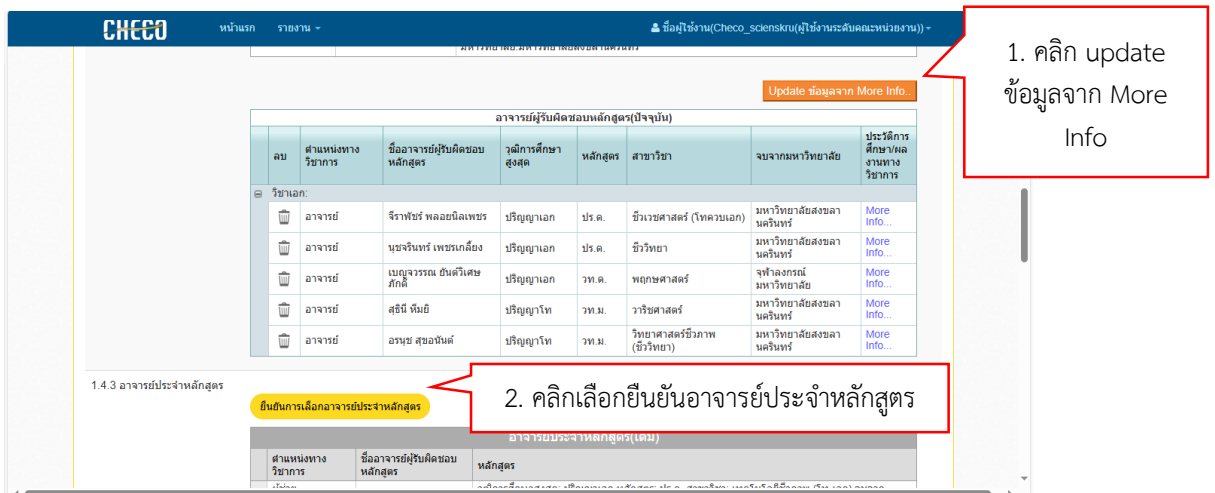 CHECO หน้าแรก รายงาน ชื่อผู้ใช้งาน(Checo_scienskru(ผู้ใช้งานระดับคณะหน่วยงาน))
มหาวิทยาลัย:มหาวิทยาลัยสงขลานครินทร์
Update ข้อมูลจาก More Info..
1. คลิก update
ข้อมูลจาก More
Info
อาจารย์ผู้รับผิดชอบหลักสูตร(ปัจจุบัน)
ลบ ตำแหน่งทาง ชื่ออาจารย์ผู้รับผิดชอบ วุฒิการศึกษา หลักสูตร สาขาวิชา จบจากมหาวิทยาลัย ประวัติการ
วิชาการ หลักสูตร สูงสุด ศึกษา/ผล
งานทาง
วิชาการ
วิชาเอก:
อาจารย์ จีราพัชร์ พลอยนิลเพชร ปริญญาเอก ปร.ด. ชีวเวชศาสตร์ (โทควบเอก) มหาวิทยาลัยสงขลา More
นครินทร์ Info...
อาจารย์ นุชจรินทร์ เพชรเกลี้ยง ปริญญาเอก ปร.ด. ชีววิทยา มหาวิทยาลัยสงขลา More
นครินทร์ Info...
อาจารย์ เบญจวรรณ ยันต์วิเศษ ปริญญาเอก วท.ด. พฤกษศาสตร์ จุฬาลงกรณ์ More
ภักดี มหาวิทยาลัย Info...
อาจารย์ สุธินี หีมยิ ปริญญาโท วท.ม. วาริชศาสตร์ มหาวิทยาลัยสงขลา More
นครินทร์ Info...
อาจารย์ อรนุช สุขอนันต์ ปริญญาโท วท.ม. วิทยาศาสตร์ชีวภาพ มหาวิทยาลัยสงขลา More
(ชีววิทยา) นครินทร์ Info...
1.4.3 อาจารย์ประจำหลักสูตร
ยืนยันการเลือกอาจารย์ประจำหลักสูตร
2. คลิกเลือกยืนยันอาจารย์ประจำหลักสูตร
อาจารย์ประจำหลักสูตร(เดิม)
ตำแหน่งทาง ชื่ออาจารย์ผู้รับผิดชอบ หลักสูตร
วิชาการ หลักสูตร